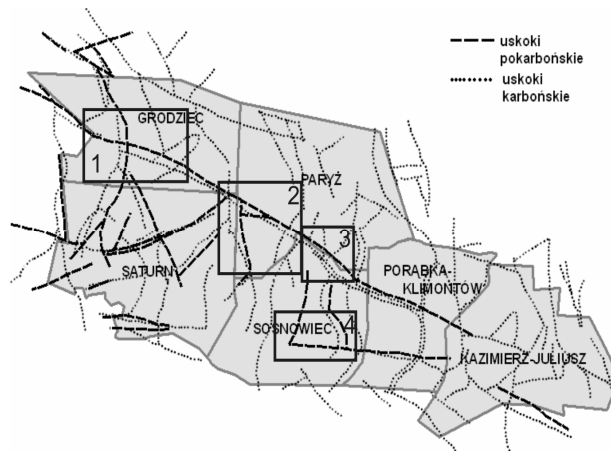 uskoki
pokarbońskie
uskoki
karbońskie
GRODZIEC
1
PARYŻ
2
3
SATURN
PORĄBKA-
KLIMONTÓW
SOSNOWIEC
4
KAZIMIERZ-JULIUSZ